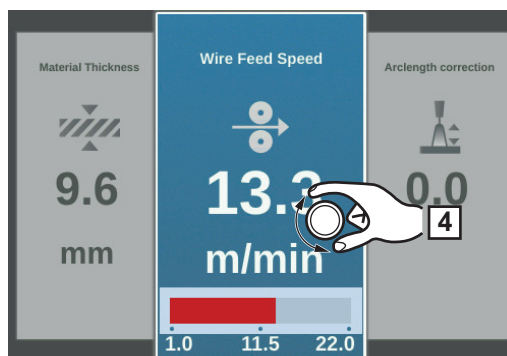 Material Thickness
9.6
mm
Wire Feed Speed
13.3
m/min
1.0 11.5 22.0
Arclength correction
0.0
4